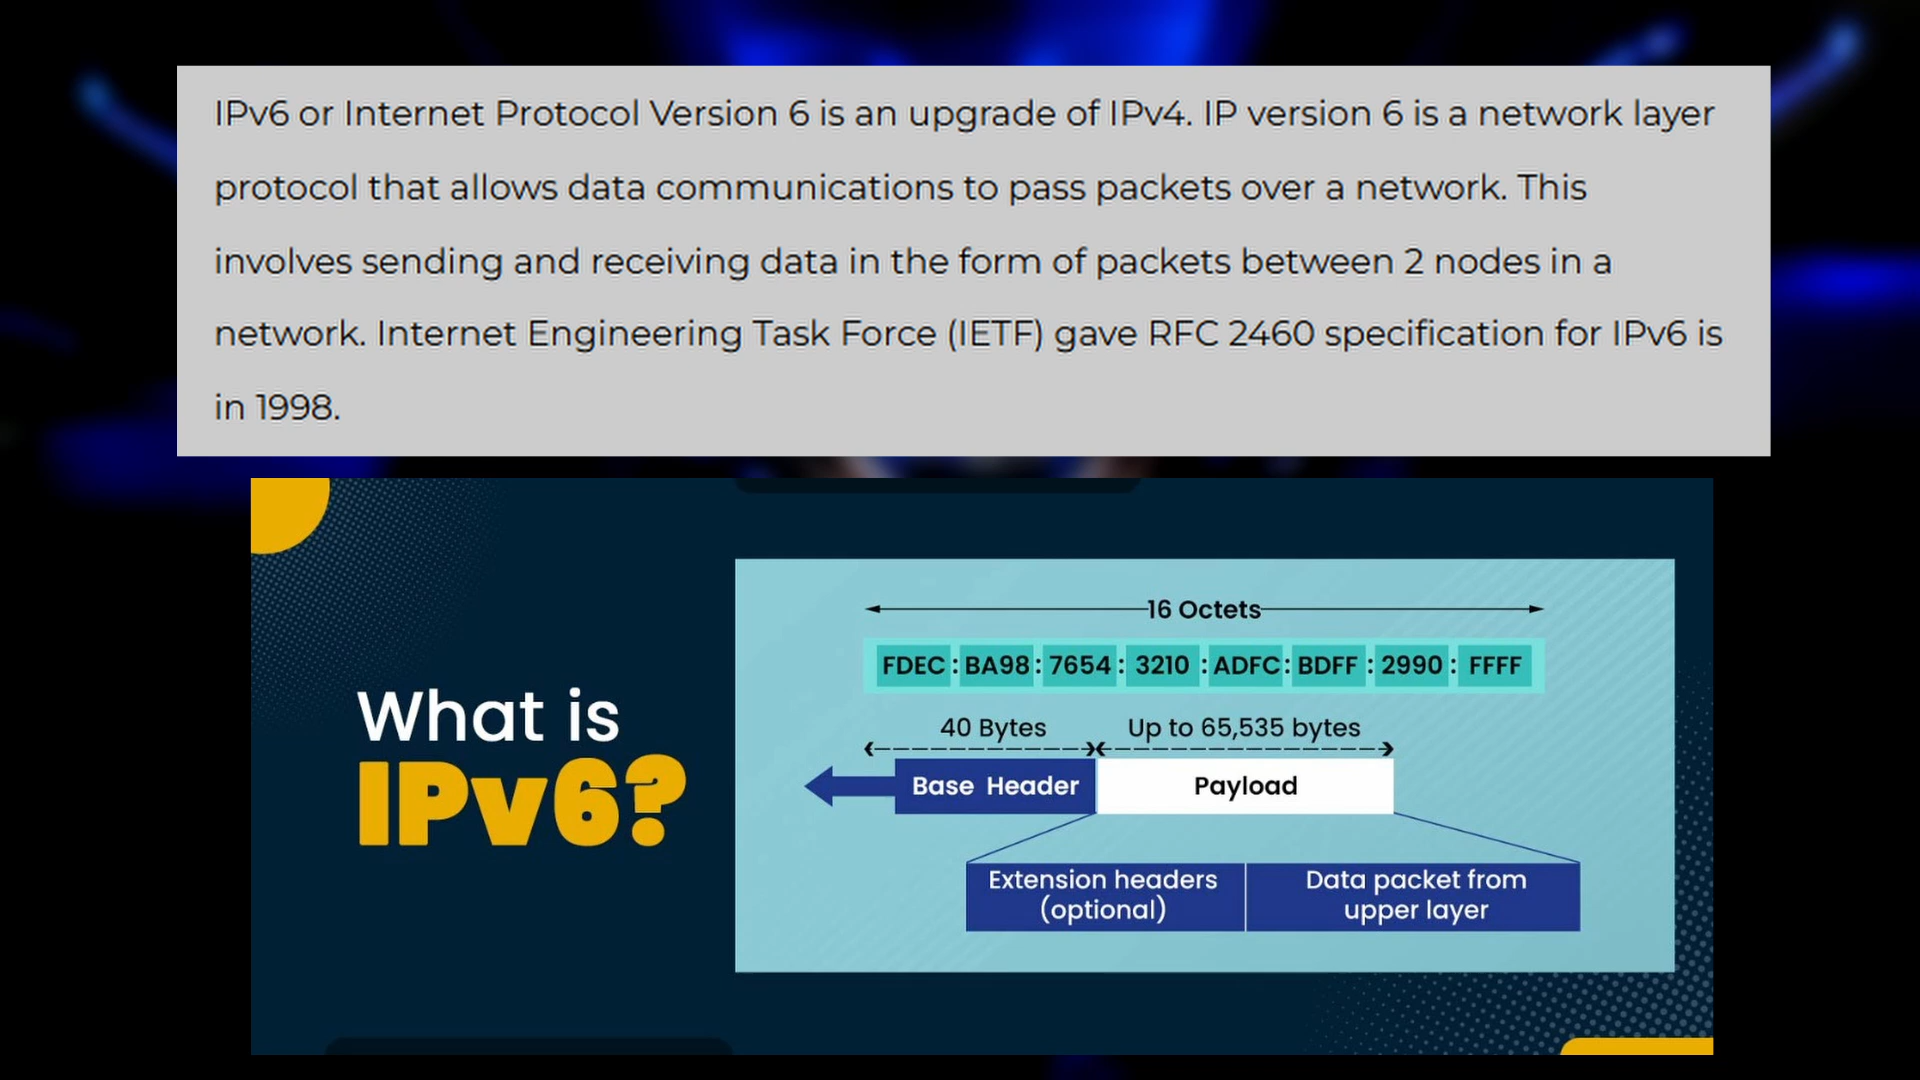 IPv6 or Internet Protocol Version 6 is an upgrade of IPv4. IP version 6 is a network layer
protocol that allows data communications to pass packets over a network. This
involves sending and receiving data in the form of packets between 2 nodes in a
network. Internet Engineering Task Force (IETF) gave RFC 2460 specification for IPv6 is
in 1998.
What is
IPv6?
16 Octets
FDEC : BA98 : 7654 : 3210 : ADFC : BDFF : 2990 : FFFF
40 Bytes Up to 65,535 bytes
Base Header Payload
Extension headers
(optional)
Data packet from
upper layer